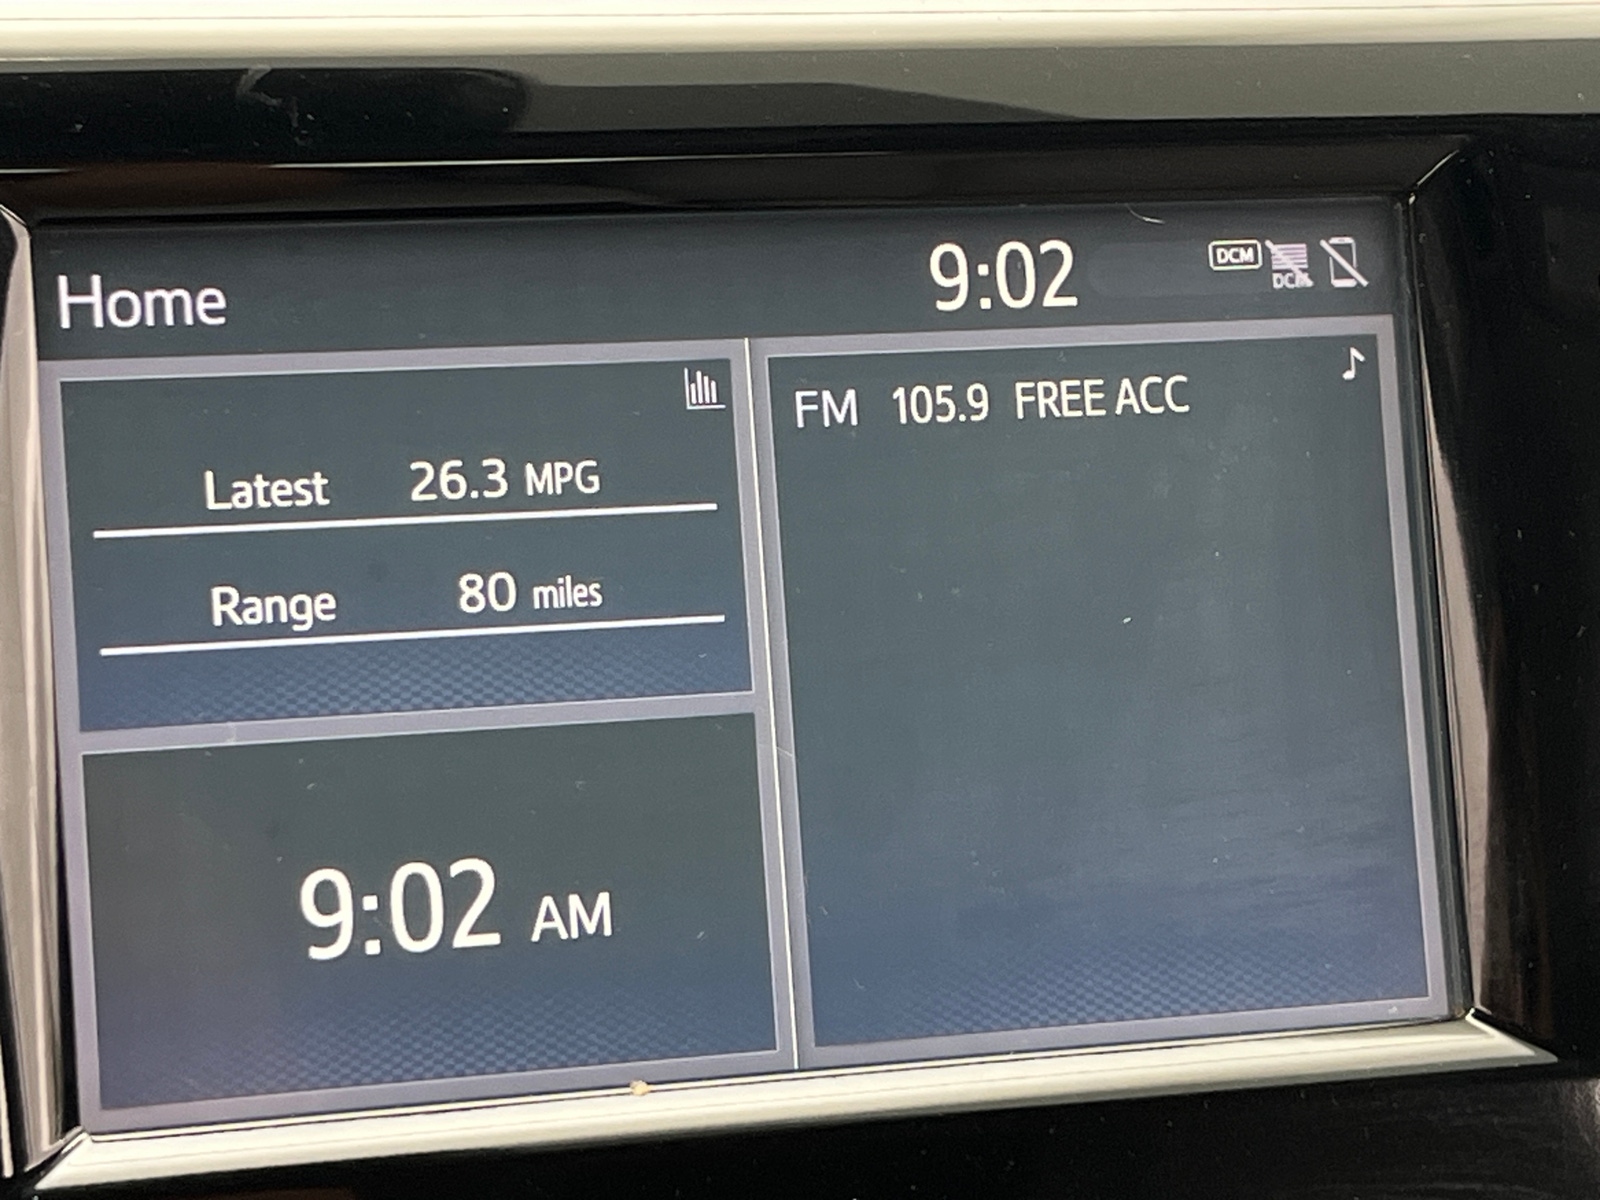 Home
9:02
DCM
DCM
Latest 26.3 MPG
Range 80 miles
9:02 AM
FM 105.9 FREE ACC